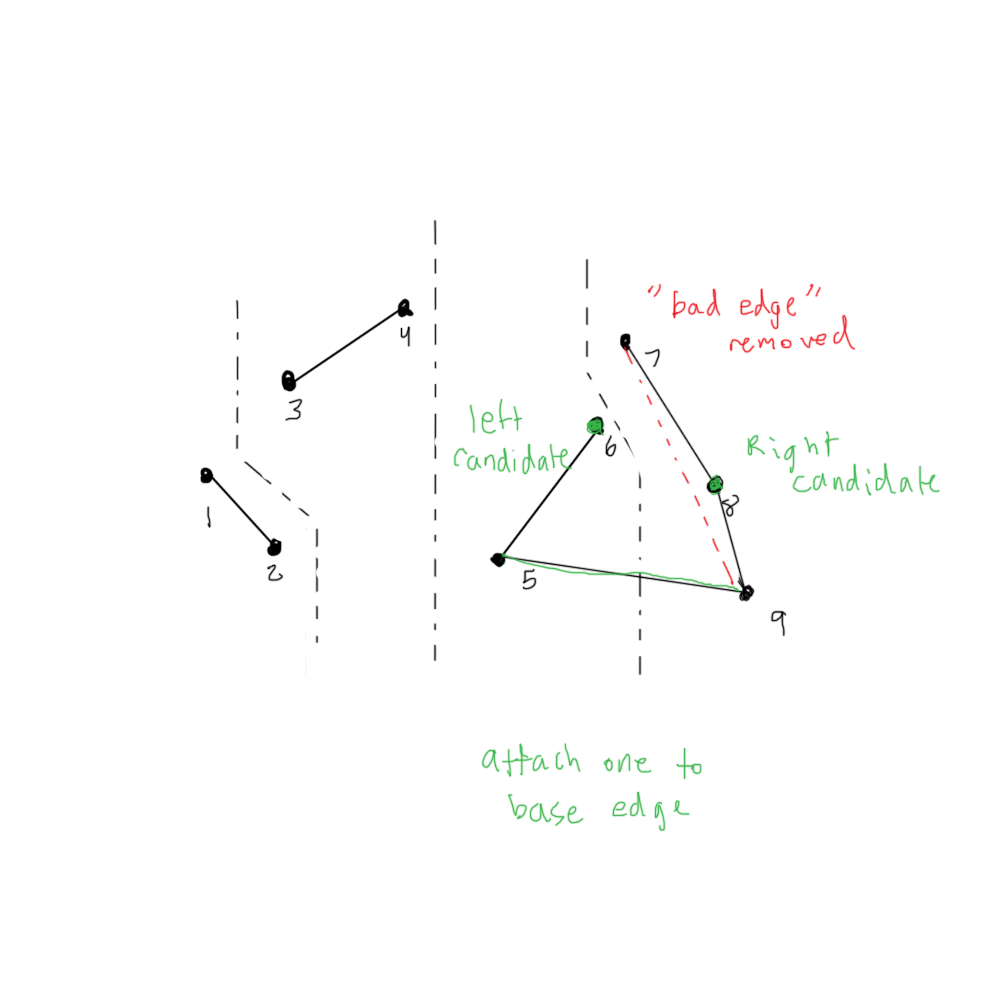 "bad edge"
removed
4
7
3
left
candidate
6
Right
candidate
8
1
2
5
9
attach one to
base edge